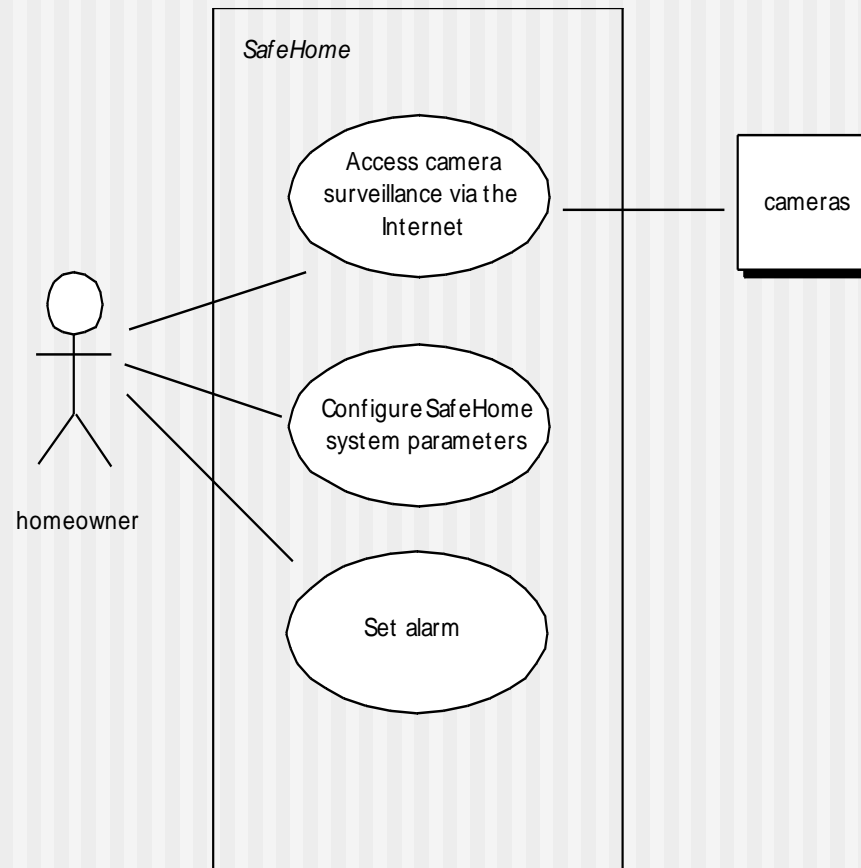 SafeHome
Access camera
surveillance via the
Internet
cameras
Configure SafeHome
system parameters
homeowner
Set alarm